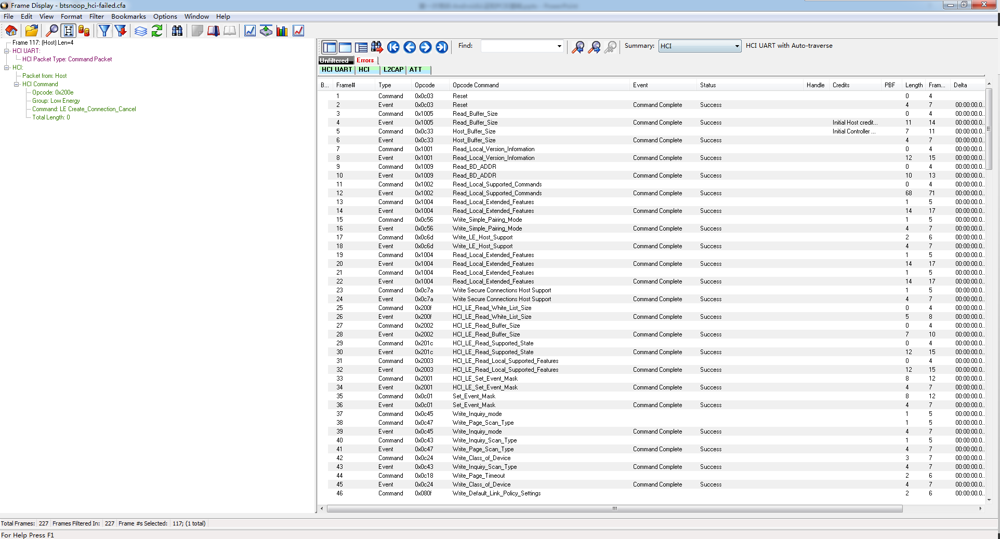 Frame Display - btsnoop_hci-failed.cfa
File Edit View Format Filter Bookmarks Options Window Help
Frame 117: (Host) Len=4
HCI UART:
HCI Packet Type: Command Packet
HCI:
Packet from: Host
HCI Command
Opcode: 0x200e
Group: Low Energy
Command: LE Create_Connection_Cancel
Total Length: 0
Find: Summary: HCI HCI UART with Auto-traverse
Unfiltered Errors
HCI UART HCI L2CAP ATT
B... Frame# Type Opcode Opcode Command Event Status Handle Credits PBF Length Fram... Delta
1 Command 0x0c03 Reset 0 4
2 Event 0x0c03 Reset Command Complete Success 4 7 00:00:00.0..
3 Command 0x1005 Read_Buffer_Size 0 4 00:00:00.0..
4 Event 0x1005 Read_Buffer_Size Command Complete Success Initial Host credit... 11 14 00:00:00.0..
5 Command 0x0c33 Host_Buffer_Size Initial Controller ... 7 11 00:00:00.0..
6 Event 0x0c33 Host_Buffer_Size Command Complete Success 4 7 00:00:00.0..
7 Command 0x1001 Read_Local_Version_Information 0 4 00:00:00.0..
8 Event 0x1001 Read_Local_Version_Information Command Complete Success 12 15 00:00:00.0..
9 Command 0x1009 Read_BD_ADDR 0 4 00:00:00.0..
10 Event 0x1009 Read_BD_ADDR Command Complete Success 10 13 00:00:00.0..
11 Command 0x1002 Read_Local_Supported_Commands 0 4 00:00:00.0..
12 Event 0x1002 Read_Local_Supported_Commands Command Complete Success 68 71 00:00:00.0..
13 Command 0x1004 Read_Local_Extended_Features 1 5 00:00:00.0..
14 Event 0x1004 Read_Local_Extended_Features Command Complete Success 14 17 00:00:00.0..
15 Command 0x0c56 Write_Simple_Pairing_Mode 1 5 00:00:00.0..
16 Event 0x0c56 Write_Simple_Pairing_Mode Command Complete Success 4 7 00:00:00.0..
17 Command 0x0c6d Write_LE_Host_Support 2 6 00:00:00.0..
18 Event 0x0c6d Write_LE_Host_Support Command Complete Success 4 7 00:00:00.0..
19 Command 0x1004 Read_Local_Extended_Features 1 5 00:00:00.0..
20 Event 0x1004 Read_Local_Extended_Features Command Complete Success 14 17 00:00:00.0..
21 Command 0x1004 Read_Local_Extended_Features 1 5 00:00:00.0..
22 Event 0x1004 Read_Local_Extended_Features Command Complete Success 14 17 00:00:00.0..
23 Command 0x0c7a Write Secure Connections Host Support 1 5 00:00:00.0..
24 Event 0x0c7a Write Secure Connections Host Support Command Complete Success 4 7 00:00:00.0..
25 Command 0x200f HCI_LE_Read_White_List_Size 0 4 00:00:00.0..
26 Event 0x200f HCI_LE_Read_White_List_Size Command Complete Success 5 8 00:00:00.0..
27 Command 0x2002 HCI_LE_Read_Buffer_Size 0 4 00:00:00.0..
28 Event 0x2002 HCI_LE_Read_Buffer_Size Command Complete Success 7 10 00:00:00.0..
29 Command 0x201c HCI_LE_Read_Supported_State 0 4 00:00:00.0..
30 Event 0x201c HCI_LE_Read_Supported_State Command Complete Success 12 15 00:00:00.0..
31 Command 0x2003 HCI_LE_Read_Local_Supported_Features 0 4 00:00:00.0..
32 Event 0x2003 HCI_LE_Read_Local_Supported_Features Command Complete Success 12 15 00:00:00.0..
33 Command 0x2001 HCI_LE_Set_Event_Mask 8 12 00:00:00.0..
34 Event 0x2001 HCI_LE_Set_Event_Mask Command Complete Success 4 7 00:00:00.0..
35 Command 0x0c01 Set_Event_Mask 8 12 00:00:00.0..
36 Event 0x0c01 Set_Event_Mask Command Complete Success 4 7 00:00:00.0..
37 Command 0x0c45 Write_Inquiry_mode 1 5 00:00:00.0..
38 Command 0x0c47 Write_Page_Scan_Type 1 5 00:00:00.0..
39 Event 0x0c45 Write_Inquiry_mode Command Complete Success 4 7 00:00:00.0..
40 Command 0x0c43 Write_Inquiry_Scan_Type 1 5 00:00:00.0..
41 Event 0x0c47 Write_Page_Scan_Type Command Complete Success 4 7 00:00:00.0..
42 Command 0x0c24 Write_Class_of_Device 3 7 00:00:00.0..
43 Event 0x0c43 Write_Inquiry_Scan_Type Command Complete Success 4 7 00:00:00.0..
44 Command 0x0c18 Write_Page_Timeout 2 6 00:00:00.0..
45 Event 0x0c24 Write_Class_of_Device Command Complete Success 4 7 00:00:00.0..
46 Command 0x080f Write_Default_Link_Policy_Settings 2 6 00:00:00.0..
Total Frames: 227 Frames Filtered In: 227 Frame #s Selected: 117; (1 total)
For Help Press F1